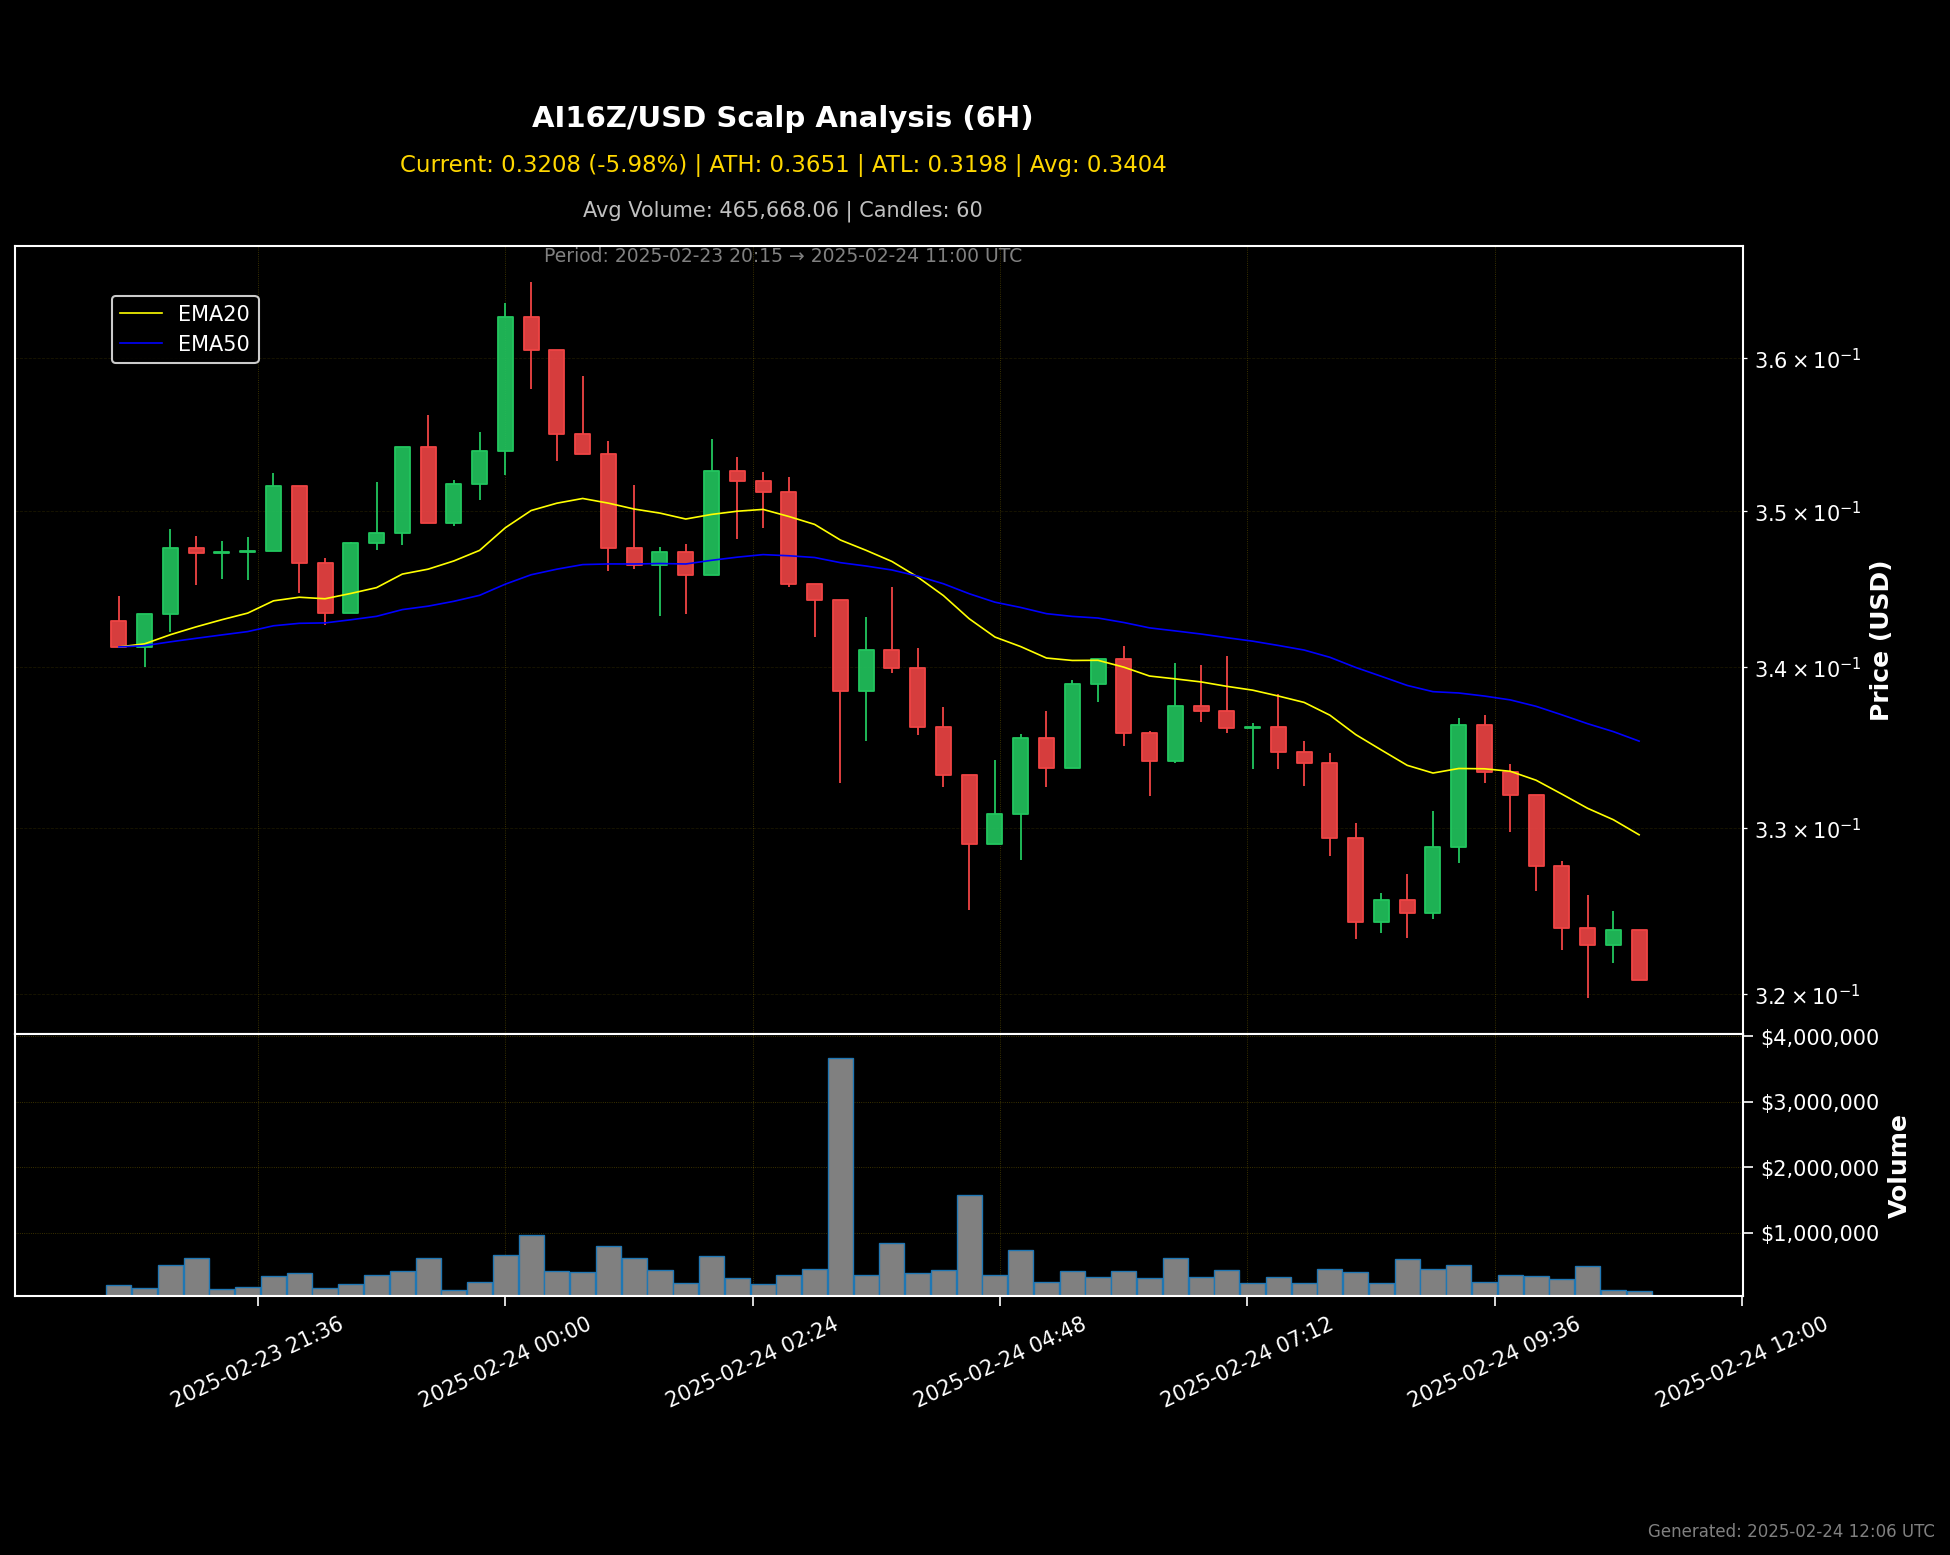 AI16Z/USD Scalp Analysis (6H)
Current: 0.3208 (-5.98%) | ATH: 0.3651 | ATL: 0.3198 | Avg: 0.3404
Avg Volume: 465,668.06 | Candles: 60
Period: 2025-02-23 20:15 → 2025-02-24 11:00 UTC
EMA20
EMA50
3.6 × 10⁻¹
3.5 × 10⁻¹
3.4 × 10⁻¹
3.3 × 10⁻¹
3.2 × 10⁻¹
Price (USD)
$4,000,000
$3,000,000
$2,000,000
$1,000,000
Volume
2025-02-23 21:36
2025-02-24 00:00
2025-02-24 02:24
2025-02-24 04:48
2025-02-24 07:12
2025-02-24 09:36
2025-02-24 12:00
Generated: 2025-02-24 12:06 UTC